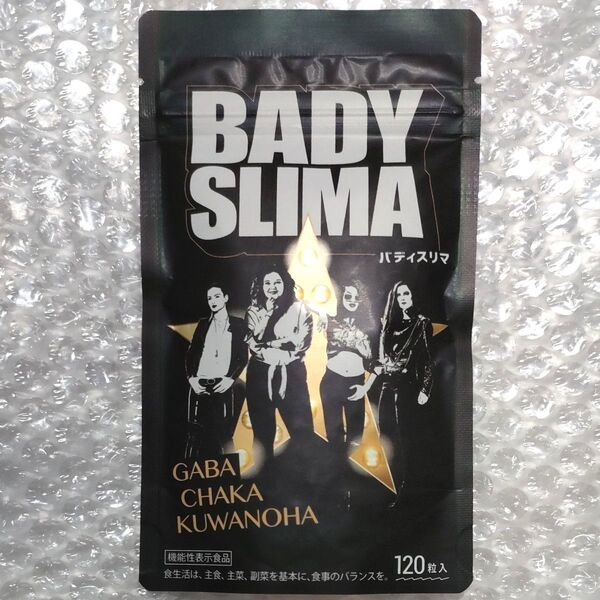 BADY
SLIMA
バディスリマ
GABA
CHAKA
KUWANOHA
機能性表示食品
120粒入
食生活は、主食、主菜、副菜を基本に、食事のバランスを。